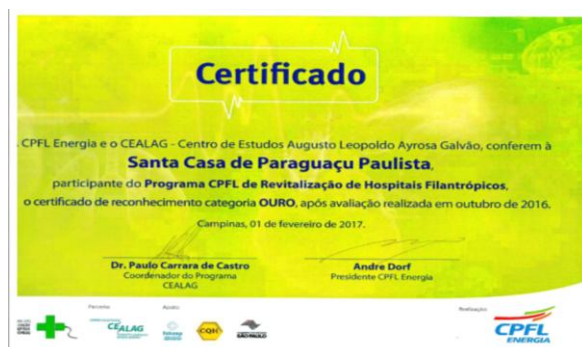 Certificado
CPFL Energia e o CEALAG - Centro de Estudos Augusto Leopoldo Ayrosa Galvão, conferem à
Santa Casa de Paraguaçu Paulista,
participante do Programa CPFL de Revitalização de Hospitais Filantrópicos,
o certificado de reconhecimento categoria OURO, após avaliação realizada em outubro de 2016.
Campinas, 01 de fevereiro de 2017.
Dr. Paulo Carrara de Castro
Coordenador do Programa
CEALAG
Andre Dorf
Presidente CPFL Energia
Parceria
Apoio
Realização
CEALAG
CQH
SÃO PAULO
CPFL
ENERGIA